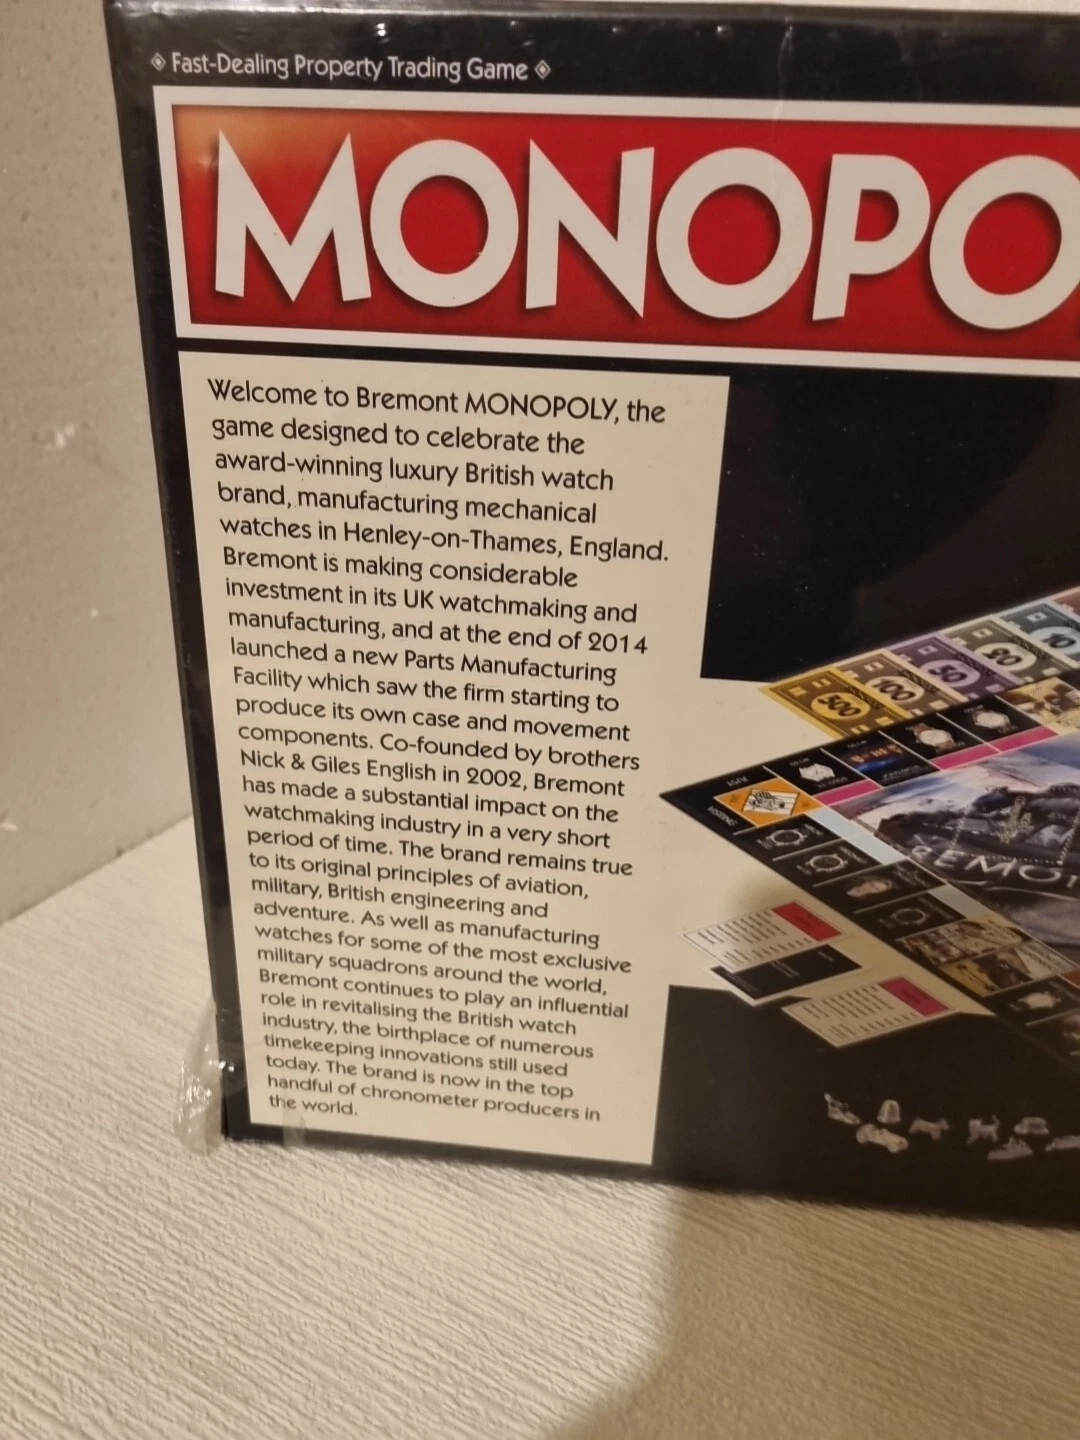 Fast-Dealing Property Trading Game
MONOPO
Welcome to Bremont MONOPOLY, the
game designed to celebrate the
award-winning luxury British watch
brand, manufacturing mechanical
watches in Henley-on-Thames, England.
Bremont is making considerable
investment in its UK watchmaking and
manufacturing, and at the end of 2014
launched a new Parts Manufacturing
Facility which saw the firm starting to
produce its own case and movement
components. Co-founded by brothers
Nick & Giles English in 2002, Bremont
has made a substantial impact on the
watchmaking industry in a very short
period of time. The brand remains true
to its original principles of aviation,
military, British engineering and
adventure. As well as manufacturing
watches for some of the most exclusive
military squadrons around the world,
Bremont continues to play an influential
role in revitalising the British watch
industry, the birthplace of numerous
timekeeping innovations still used
today. The brand is now in the top
handful of chronometer producers in
the world.
500
100
50
20
10